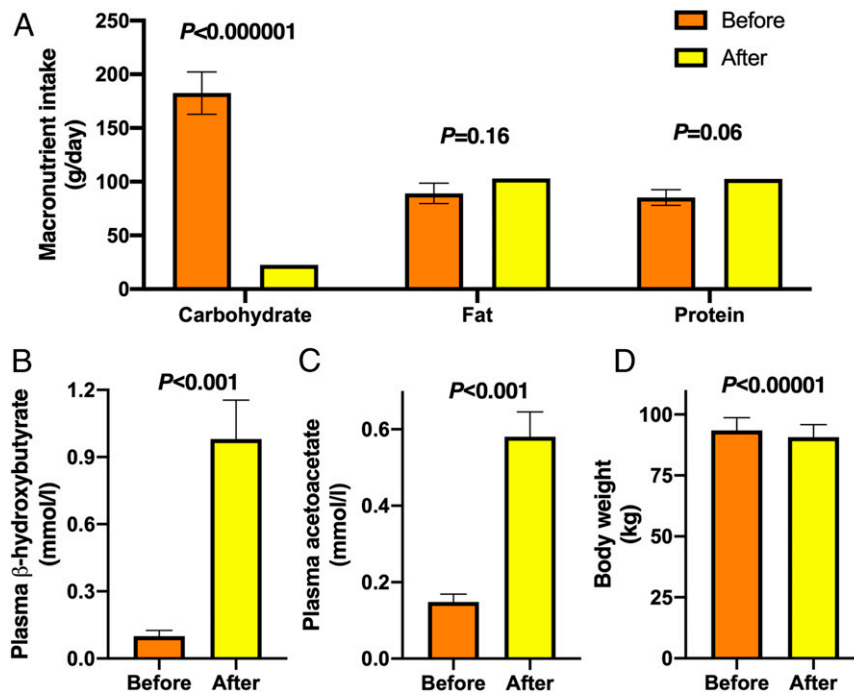 A
Macronutrient intake
(g/day)
250
200
150
100
50
0
P<0.000001
P=0.16
P=0.06
Before
After
Carbohydrate
Fat
Protein
B
Plasma β-hydroxybutyrate
(mmol/l)
P<0.001
1.2
0.9
0.6
0.3
0.0
Before
After
C
Plasma acetoacetate
(mmol/l)
P<0.001
0.6
0.4
0.2
0.0
Before
After
D
Body weight
(kg)
P<0.00001
100
75
50
25
0
Before
After